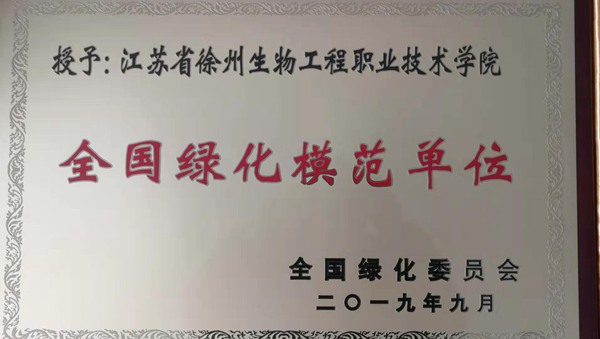 授予：江苏省徐州生物工程职业技术学院
全国绿化模范单位
全国绿化委员会
二〇一九年九月